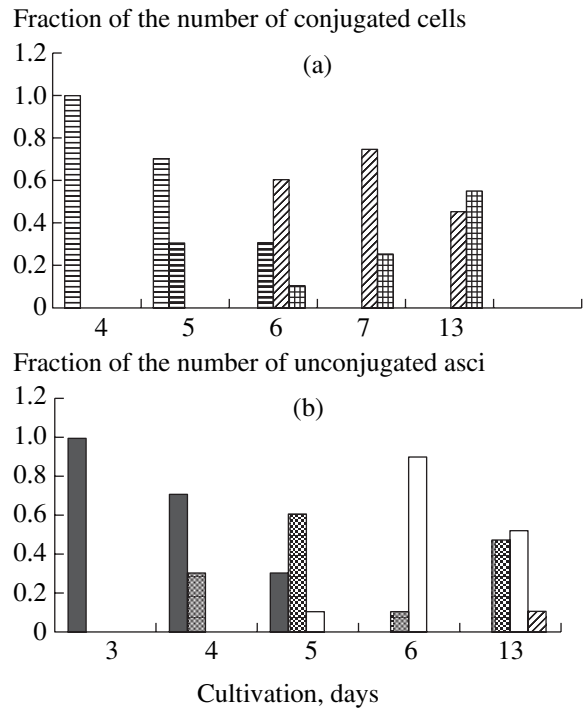 Fraction of the number of conjugated cells
1.2
(a)
1.0
0.8
0.6
0.4
0.2
0
4 5 6 7 13
Fraction of the number of unconjugated asci
1.2
(b)
1.0
0.8
0.6
0.4
0.2
0
3 4 5 6 13
Cultivation, days